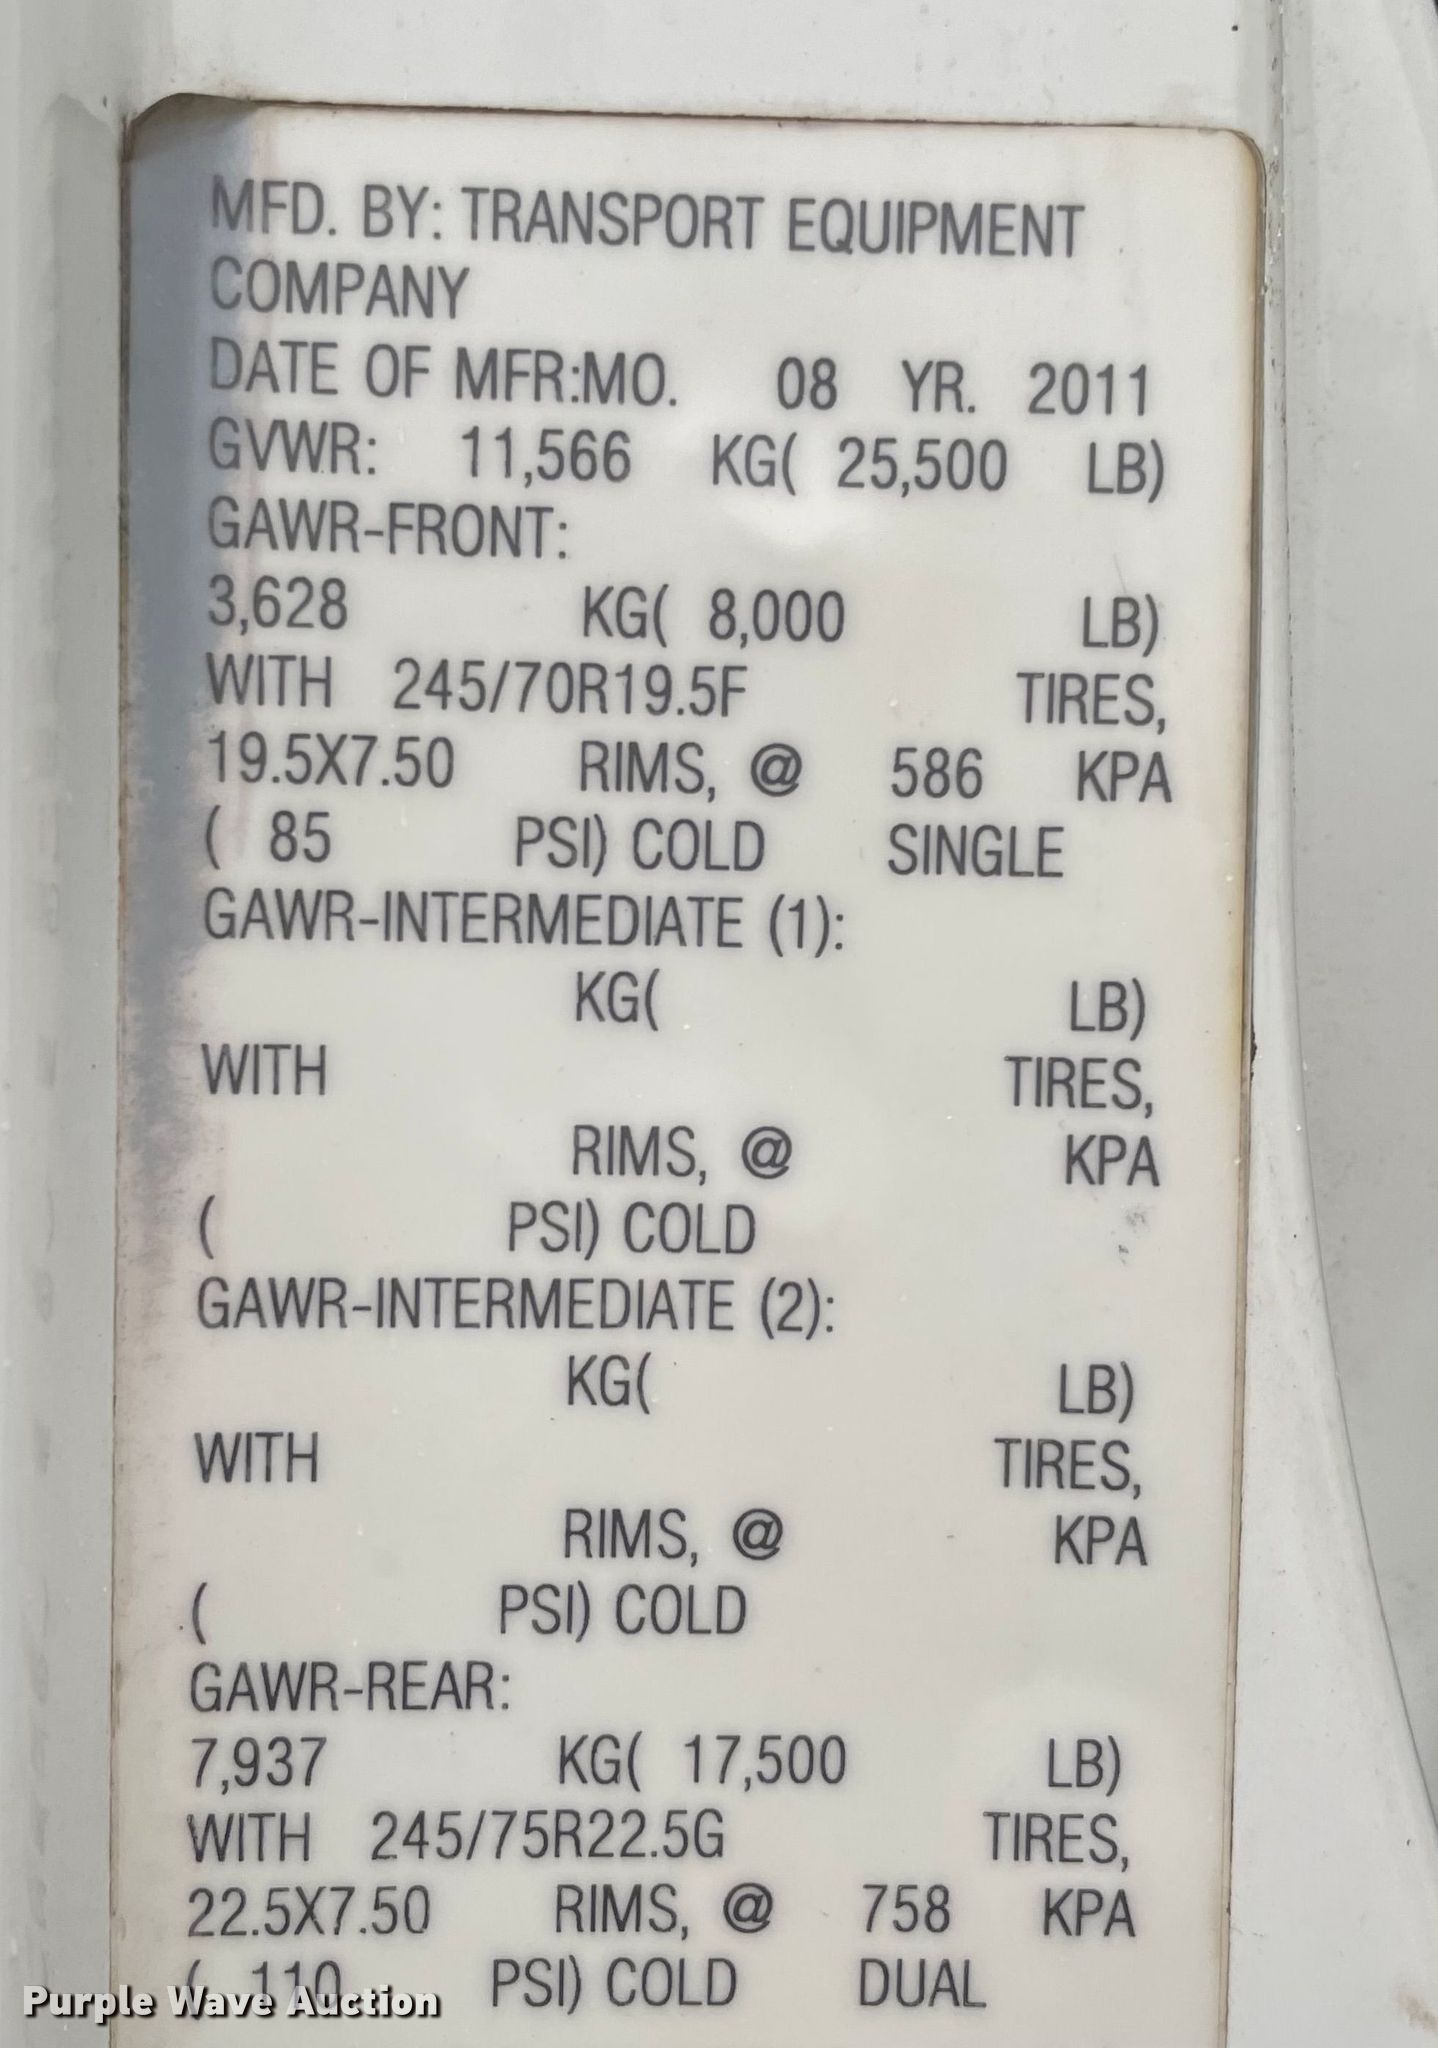 MFD. BY: TRANSPORT EQUIPMENT
COMPANY
DATE OF MFR:MO. 08 YR. 2011
GVWR: 11,566 KG( 25,500 LB)
GAWR-FRONT:
3,628 KG( 8,000 LB)
WITH 245/70R19.5F TIRES,
19.5X7.50 RIMS, @ 586 KPA
( 85 PSI) COLD SINGLE
GAWR-INTERMEDIATE (1):
KG( LB)
WITH TIRES,
RIMS, @ KPA
( PSI) COLD
GAWR-INTERMEDIATE (2):
KG( LB)
WITH TIRES,
RIMS, @ KPA
( PSI) COLD
GAWR-REAR:
7,937 KG( 17,500 LB)
WITH 245/75R22.5G TIRES,
22.5X7.50 RIMS, @ 758 KPA
( 110 PSI) COLD DUAL
Purple Wave Auction